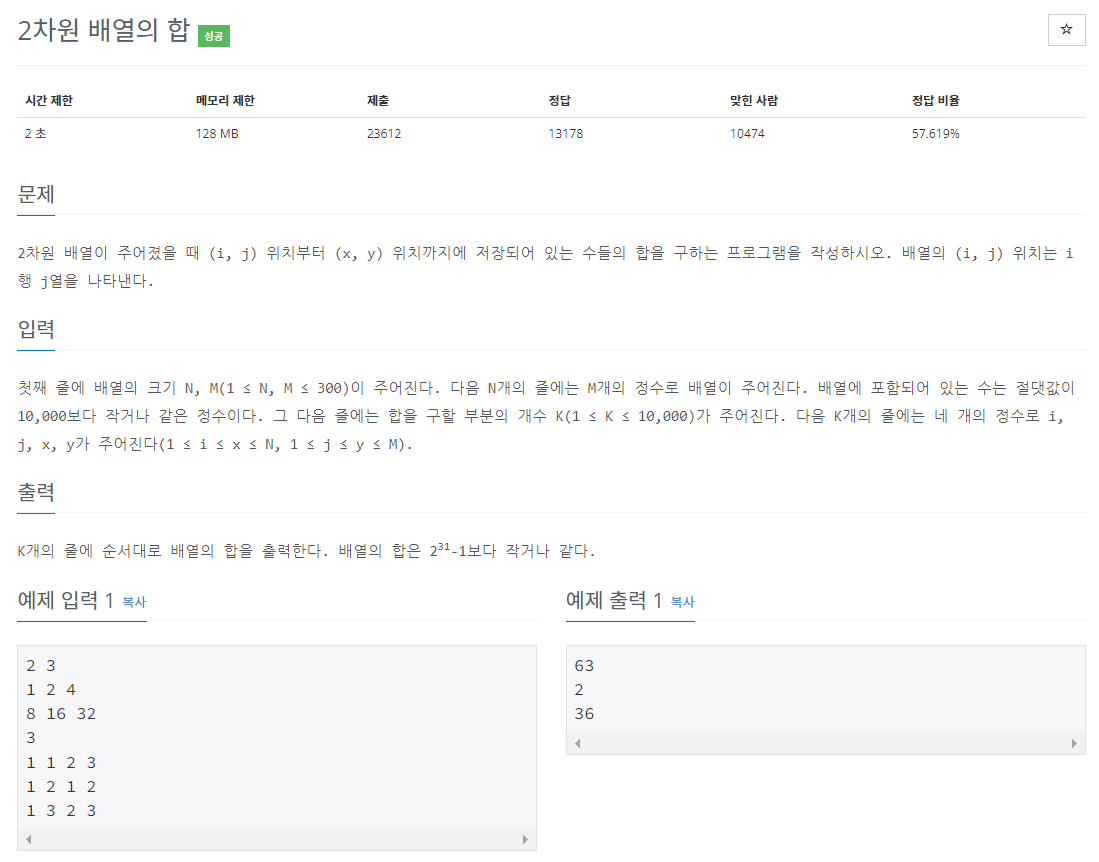 2차원 배열의 합 성공
☆
시간 제한 메모리 제한 제출 정답 맞힌 사람 정답 비율
2 초 128 MB 23612 13178 10474 57.619%
문제
2차원 배열이 주어졌을 때 (i, j) 위치부터 (x, y) 위치까지에 저장되어 있는 수들의 합을 구하는 프로그램을 작성하시오. 배열의 (i, j) 위치는 i
행 j열을 나타낸다.
입력
첫째 줄에 배열의 크기 N, M(1 ≤ N, M ≤ 300)이 주어진다. 다음 N개의 줄에는 M개의 정수로 배열이 주어진다. 배열에 포함되어 있는 수는 절댓값이
10,000보다 작거나 같은 정수이다. 그 다음 줄에는 합을 구할 부분의 개수 K(1 ≤ K ≤ 10,000)가 주어진다. 다음 K개의 줄에는 네 개의 정수로 i,
j, x, y가 주어진다(1 ≤ i ≤ x ≤ N, 1 ≤ j ≤ y ≤ M).
출력
K개의 줄에 순서대로 배열의 합을 출력한다. 배열의 합은 2³¹-1보다 작거나 같다.
예제 입력 1 복사
2 3
1 2 4
8 16 32
3
1 1 2 3
1 2 1 2
1 3 2 3
예제 출력 1 복사
63
2
36